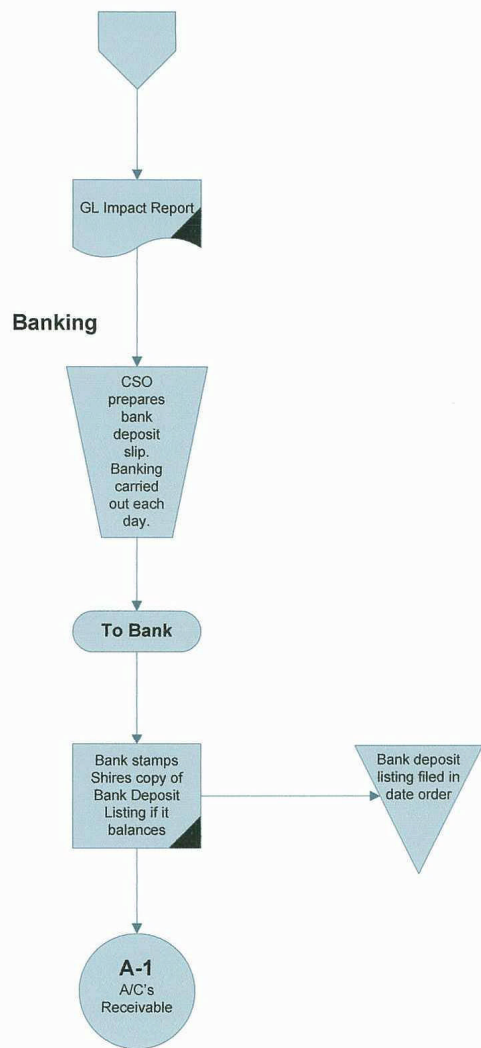 GL Impact Report
Banking
CSO
prepares
bank
deposit
slip.
Banking
carried
out each
day.
To Bank
Bank stamps
Shires copy of
Bank Deposit
Listing if it
balances
Bank deposit
listing filed in
date order
A-1
A/C's
Receivable